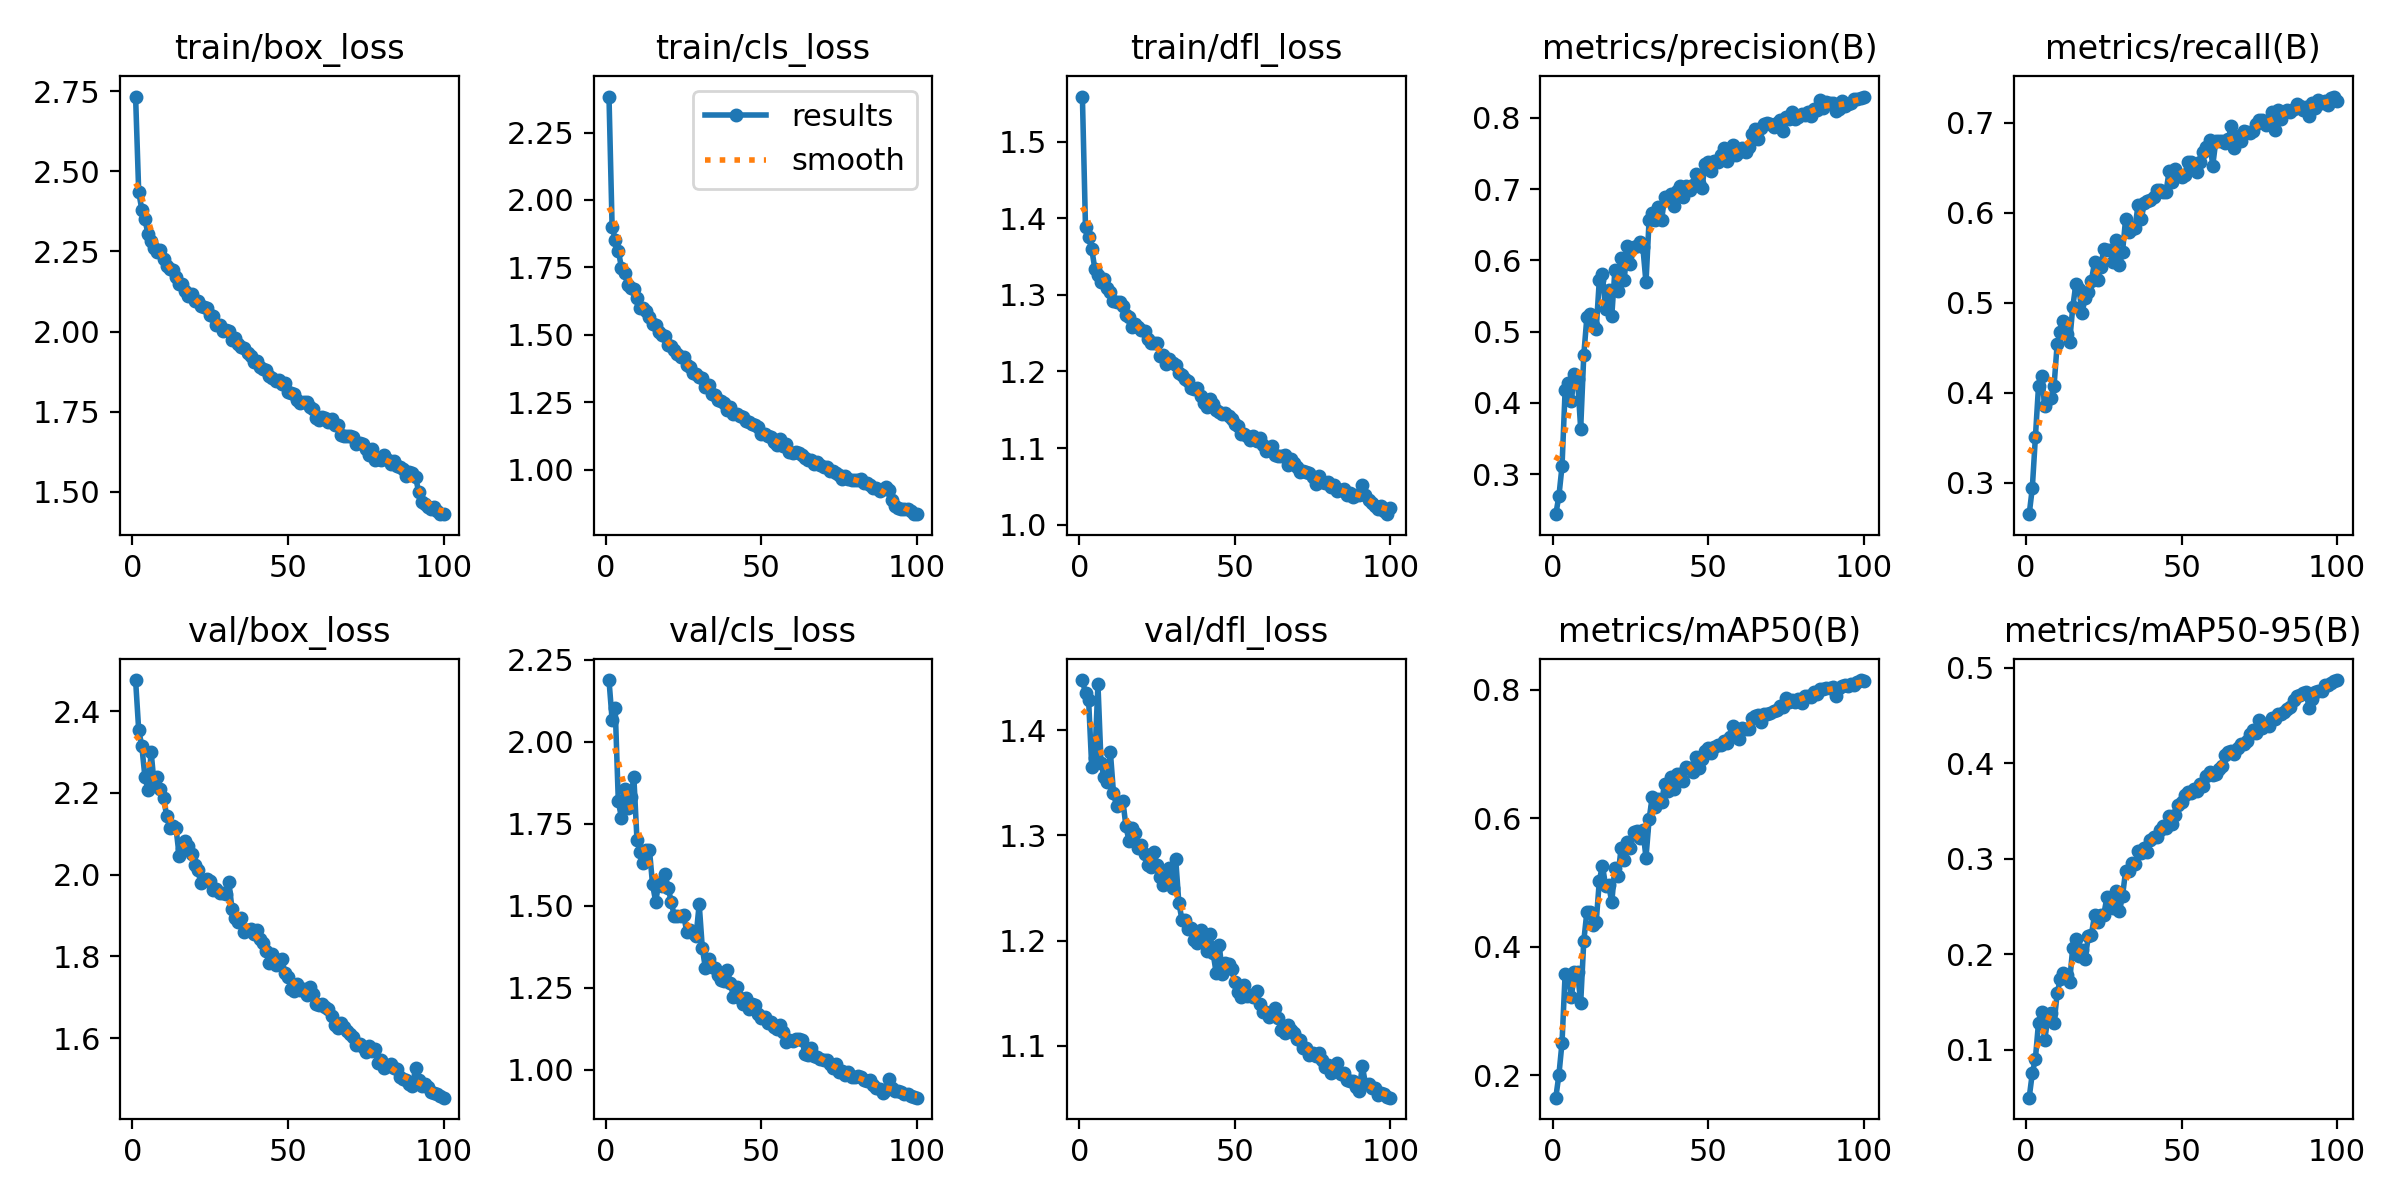 train/box_loss
2.75
2.50
2.25
2.00
1.75
1.50
0 50 100
train/cls_loss
results
smooth
2.25
2.00
1.75
1.50
1.25
1.00
0 50 100
train/dfl_loss
1.5
1.4
1.3
1.2
1.1
1.0
0 50 100
metrics/precision(B)
0.8
0.7
0.6
0.5
0.4
0.3
0 50 100
metrics/recall(B)
0.7
0.6
0.5
0.4
0.3
0 50 100
val/box_loss
2.4
2.2
2.0
1.8
1.6
0 50 100
val/cls_loss
2.25
2.00
1.75
1.50
1.25
1.00
0 50 100
val/dfl_loss
1.4
1.3
1.2
1.1
0 50 100
metrics/mAP50(B)
0.8
0.6
0.4
0.2
0 50 100
metrics/mAP50-95(B)
0.5
0.4
0.3
0.2
0.1
0 50 100